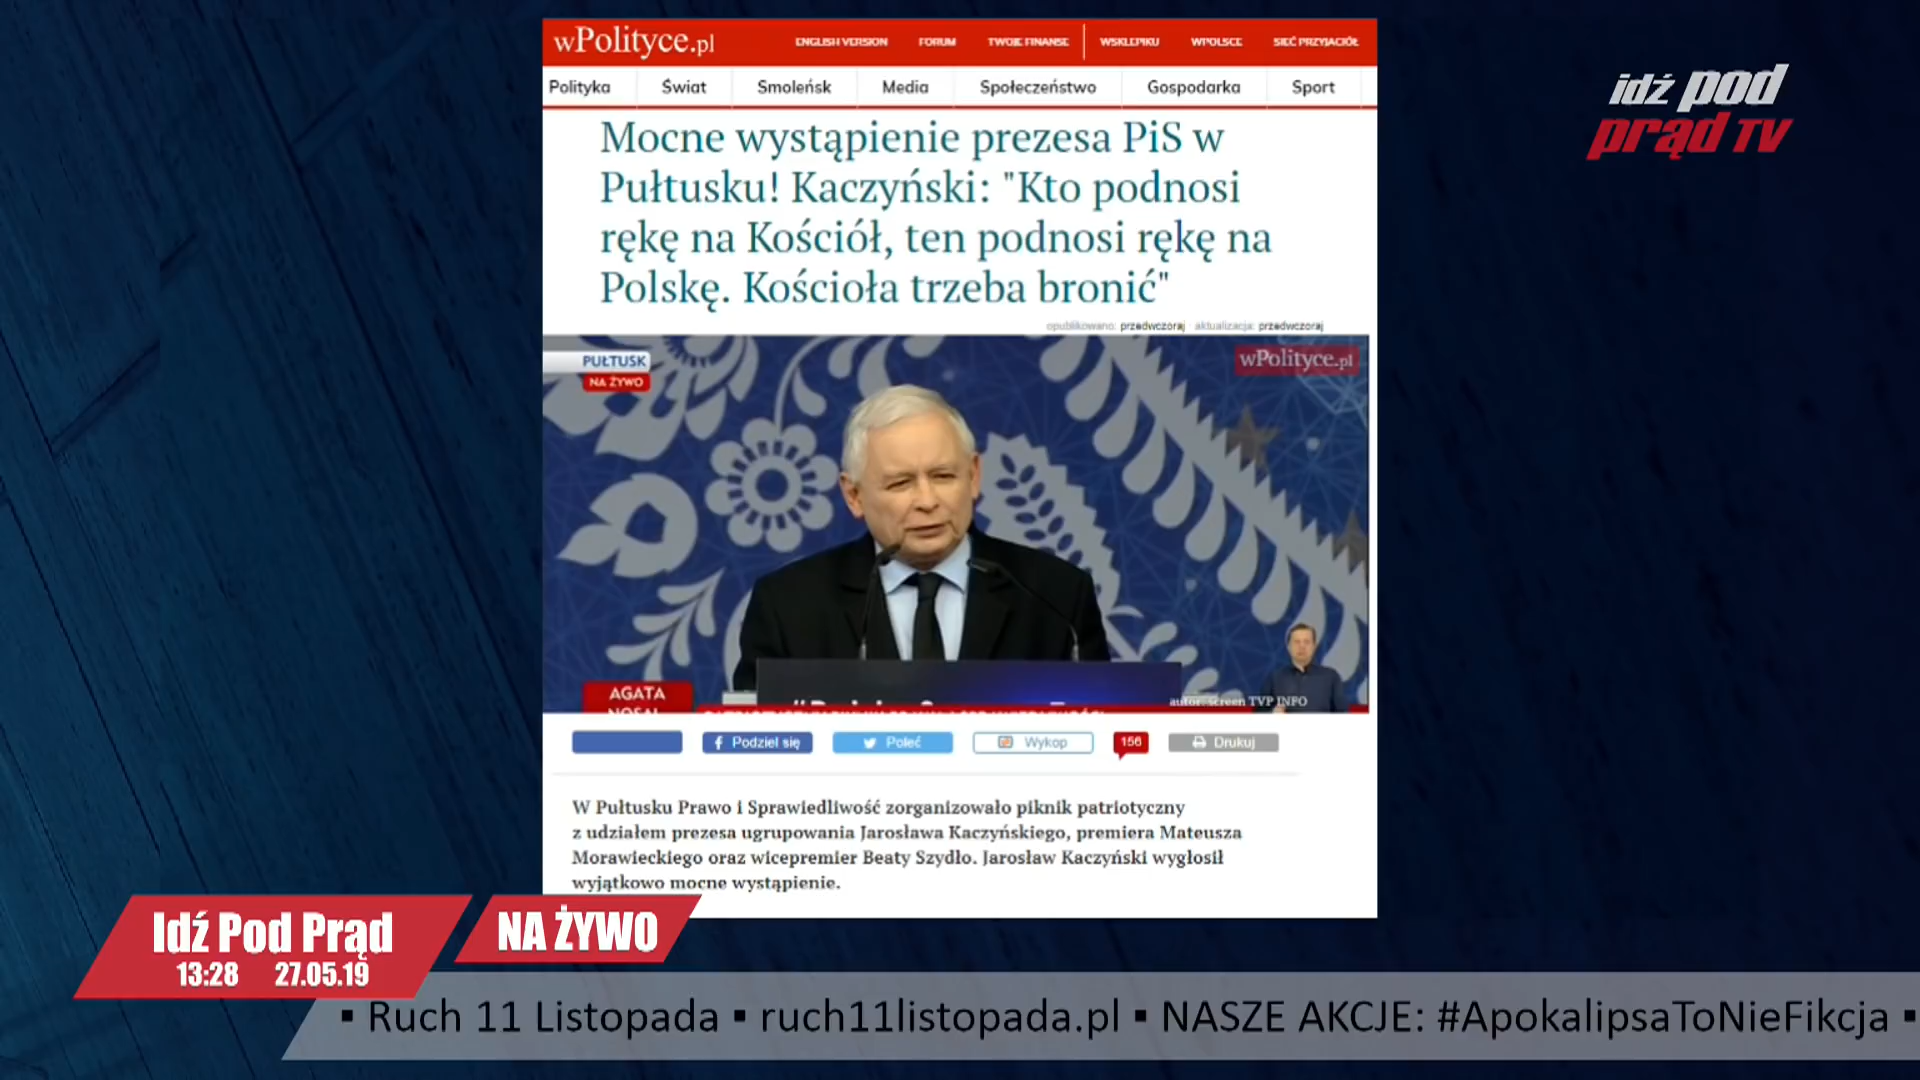 wPolityce.pl
ENGLISH VERSION FORUM TWOJE FINANSE WSKLEPIKU WPOLSCE SIEĆ PRZYJACIÓŁ
Polityka Świat Smoleńsk Media Społeczeństwo Gospodarka Sport
idź pod
prąd TV
Mocne wystąpienie prezesa PiS w
Pułtusku! Kaczyński: "Kto podnosi
rękę na Kościół, ten podnosi rękę na
Polskę. Kościoła trzeba bronić"
opublikowano: przedwczoraj aktualizacja: przedwczoraj
PUŁTUSK
NA ŻYWO
wPolityce.pl
AGATA
autor: screen TVP INFO
Podziel się Poleć Wykop 156 Drukuj
W Pułtusku Prawo i Sprawiedliwość zorganizowało piknik patriotyczny
z udziałem prezesa ugrupowania Jarosława Kaczyńskiego, premiera Mateusza
Morawieckiego oraz wicepremier Beaty Szydło. Jarosław Kaczyński wygłosił
wyjątkowo mocne wystąpienie.
Idź Pod Prąd NA ŻYWO
13:28 27.05.19
▪ Ruch 11 Listopada ▪ ruch11listopada.pl ▪ NASZE AKCJE: #ApokalipsaToNieFikcja ▪